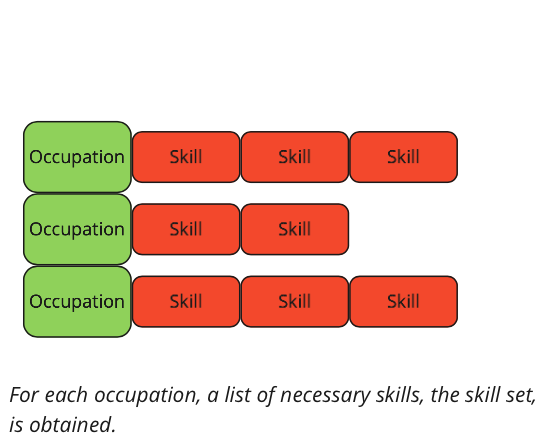 Occupation Skill Skill Skill
Occupation Skill Skill
Occupation Skill Skill Skill
For each occupation, a list of necessary skills, the skill set,
is obtained.